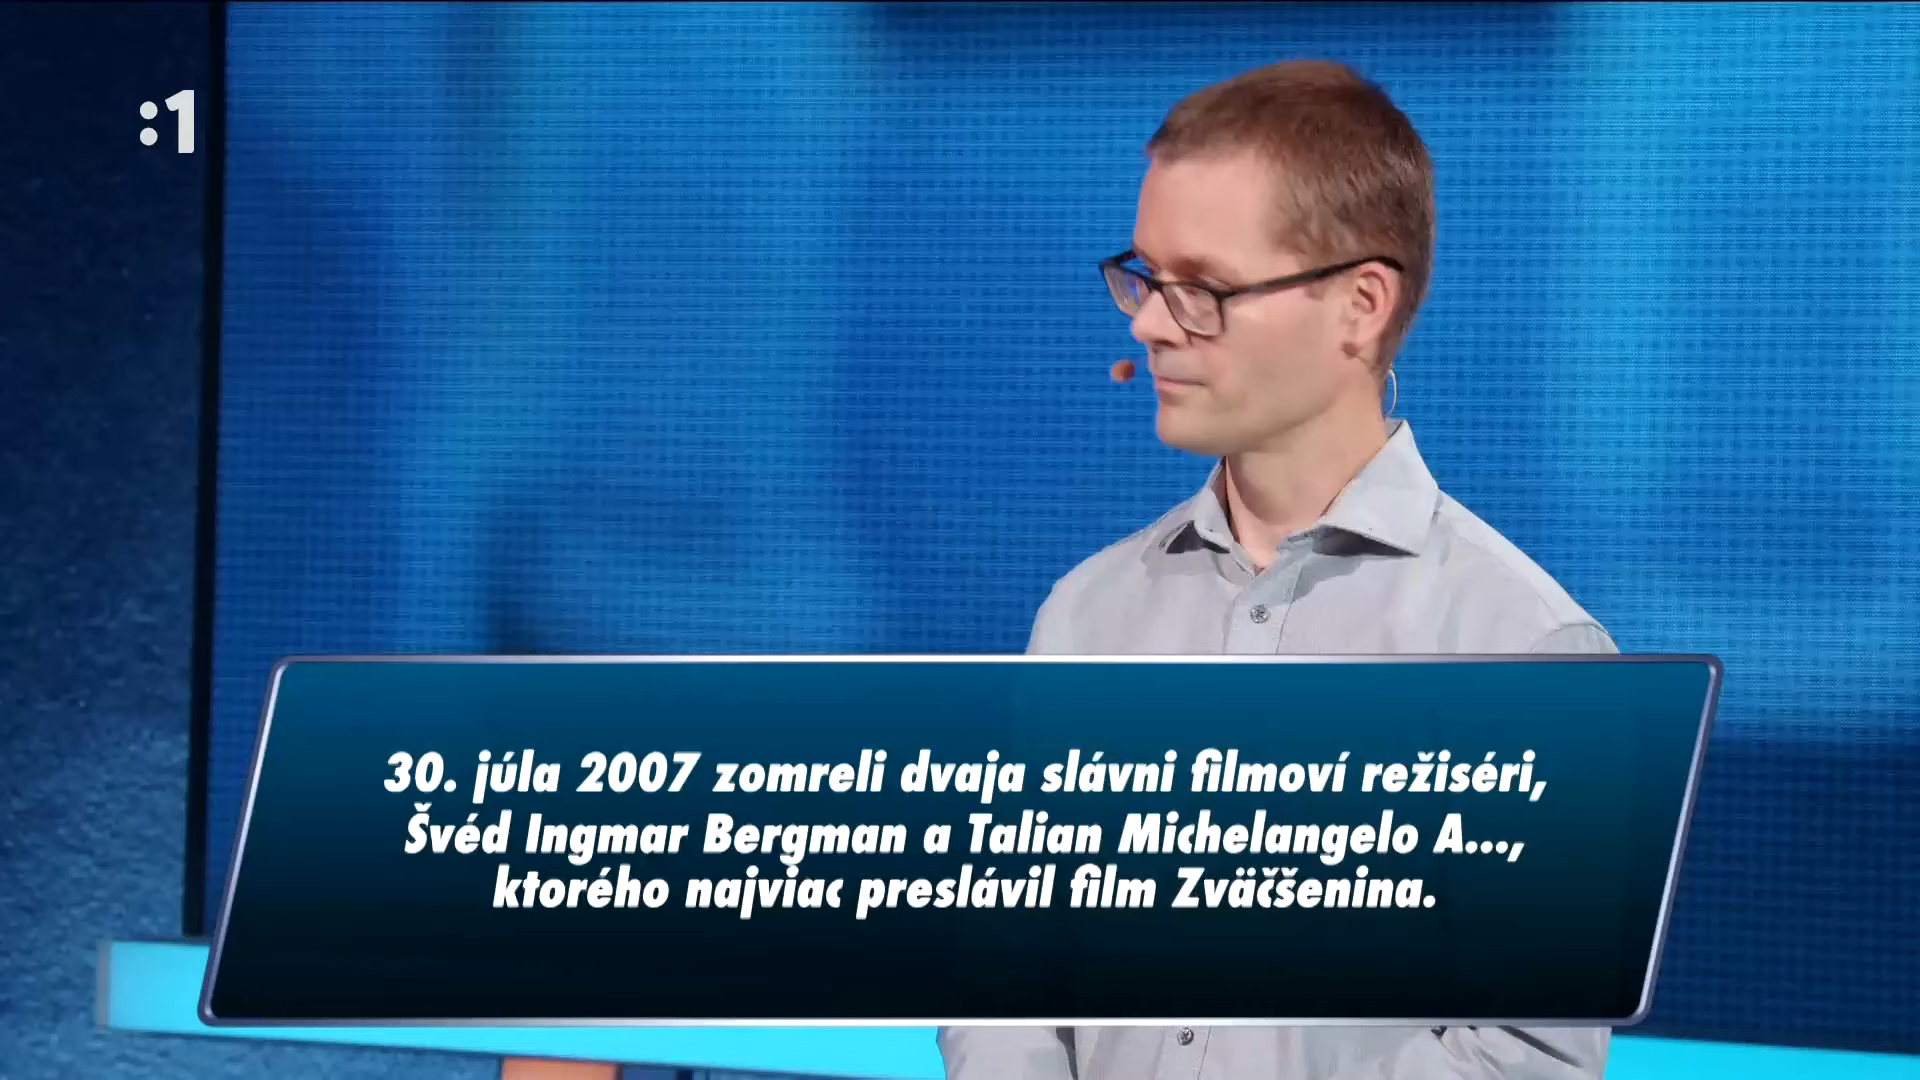 :1
30. júla 2007 zomreli dvaja slávni filmoví režiséri,
Švéd Ingmar Bergman a Talian Michelangelo A...,
ktorého najviac preslávil film Zväčšenina.